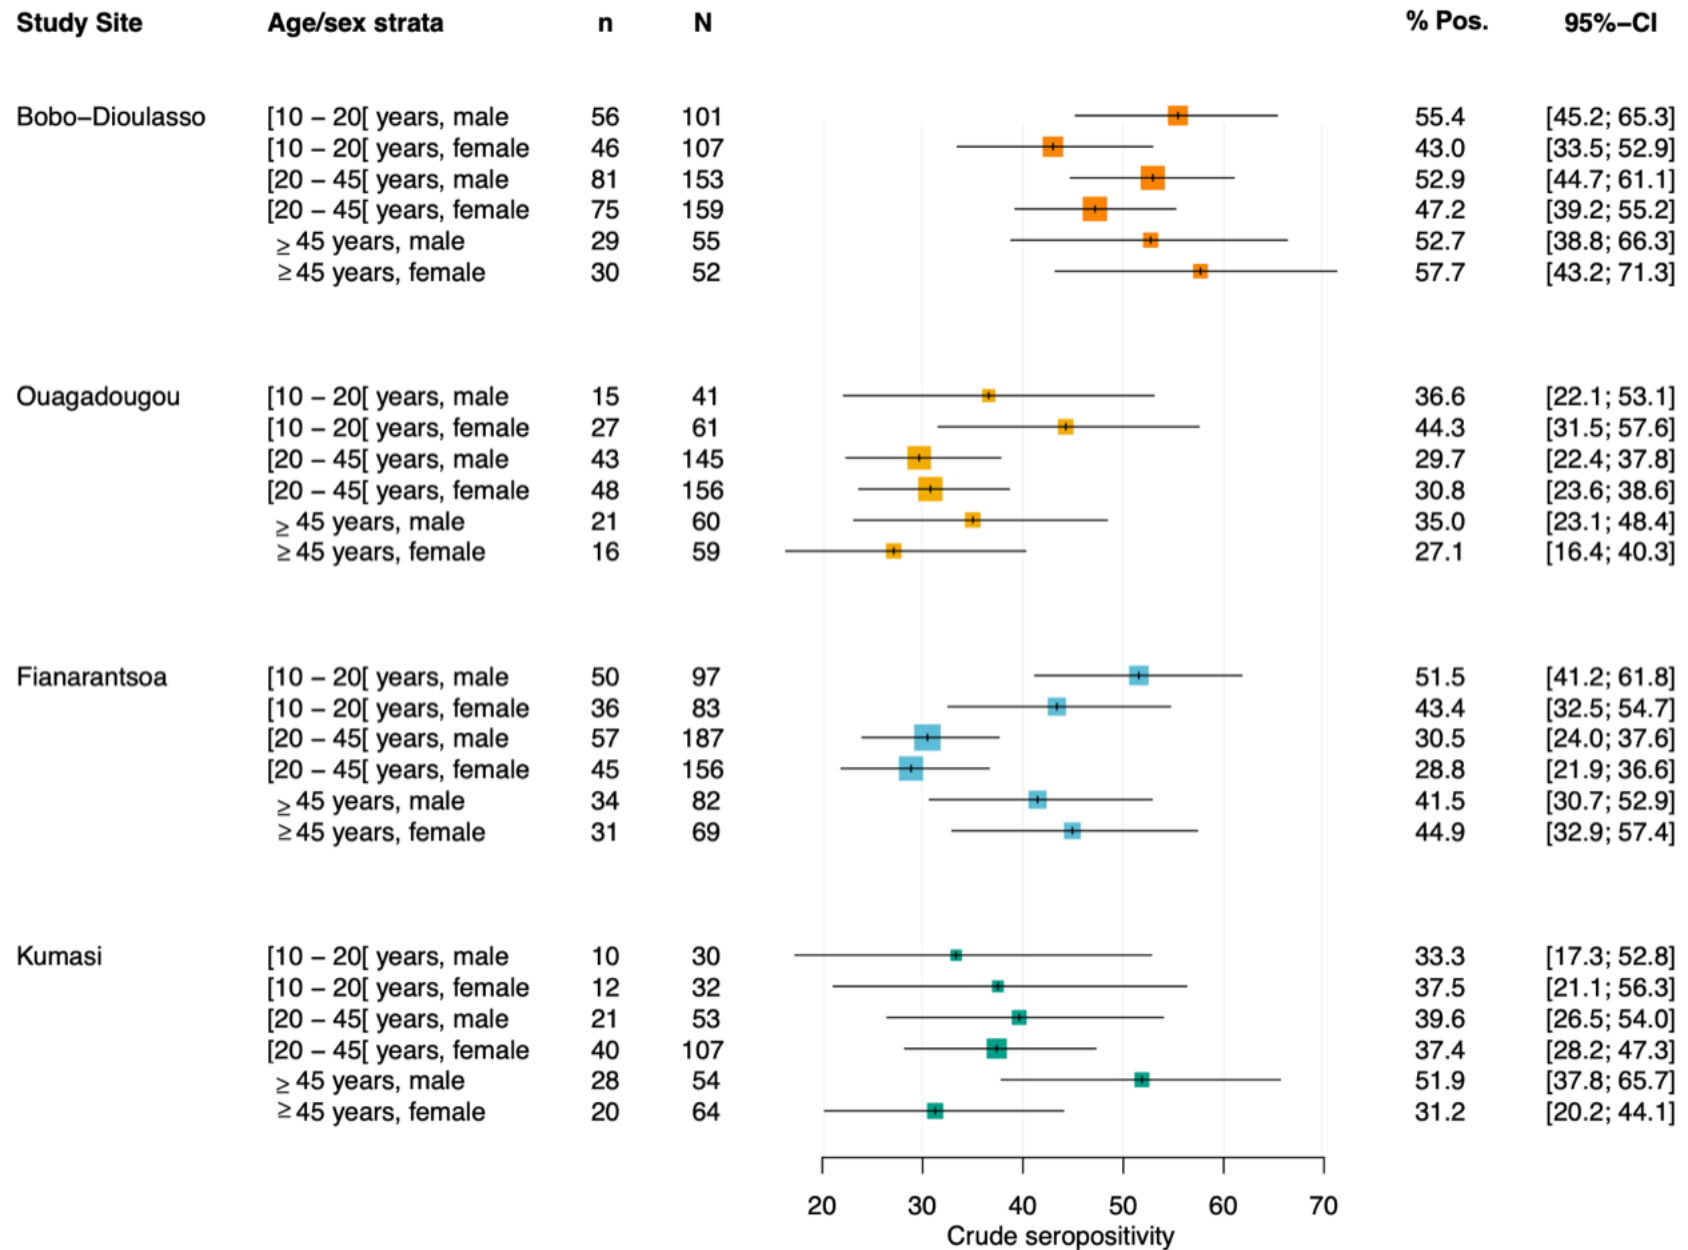 Study Site Age/sex strata n N % Pos. 95%–CI
Bobo–Dioulasso [10 – 20[ years, male 56 101 55.4 [45.2; 65.3]
[10 – 20[ years, female 46 107 43.0 [33.5; 52.9]
[20 – 45[ years, male 81 153 52.9 [44.7; 61.1]
[20 – 45[ years, female 75 159 47.2 [39.2; 55.2]
≥ 45 years, male 29 55 52.7 [38.8; 66.3]
≥ 45 years, female 30 52 57.7 [43.2; 71.3]
Ouagadougou [10 – 20[ years, male 15 41 36.6 [22.1; 53.1]
[10 – 20[ years, female 27 61 44.3 [31.5; 57.6]
[20 – 45[ years, male 43 145 29.7 [22.4; 37.8]
[20 – 45[ years, female 48 156 30.8 [23.6; 38.6]
≥ 45 years, male 21 60 35.0 [23.1; 48.4]
≥ 45 years, female 16 59 27.1 [16.4; 40.3]
Fianarantsoa [10 – 20[ years, male 50 97 51.5 [41.2; 61.8]
[10 – 20[ years, female 36 83 43.4 [32.5; 54.7]
[20 – 45[ years, male 57 187 30.5 [24.0; 37.6]
[20 – 45[ years, female 45 156 28.8 [21.9; 36.6]
≥ 45 years, male 34 82 41.5 [30.7; 52.9]
≥ 45 years, female 31 69 44.9 [32.9; 57.4]
Kumasi [10 – 20[ years, male 10 30 33.3 [17.3; 52.8]
[10 – 20[ years, female 12 32 37.5 [21.1; 56.3]
[20 – 45[ years, male 21 53 39.6 [26.5; 54.0]
[20 – 45[ years, female 40 107 37.4 [28.2; 47.3]
≥ 45 years, male 28 54 51.9 [37.8; 65.7]
≥ 45 years, female 20 64 31.2 [20.2; 44.1]
20 30 40 50 60 70
Crude seropositivity